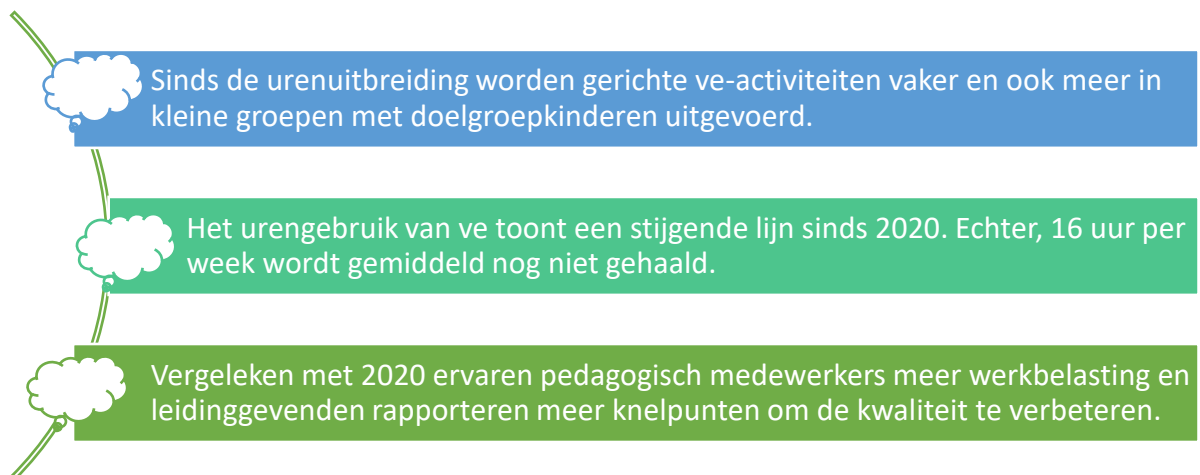 Sinds de urenuitbreiding worden gerichte ve-activiteiten vaker en ook meer in
kleine groepen met doelgroepkinderen uitgevoerd.
Het urengebruik van ve toont een stijgende lijn sinds 2020. Echter, 16 uur per
week wordt gemiddeld nog niet gehaald.
Vergeleken met 2020 ervaren pedagogisch medewerkers meer werkbelasting en
leidinggevenden rapporteren meer knelpunten om de kwaliteit te verbeteren.